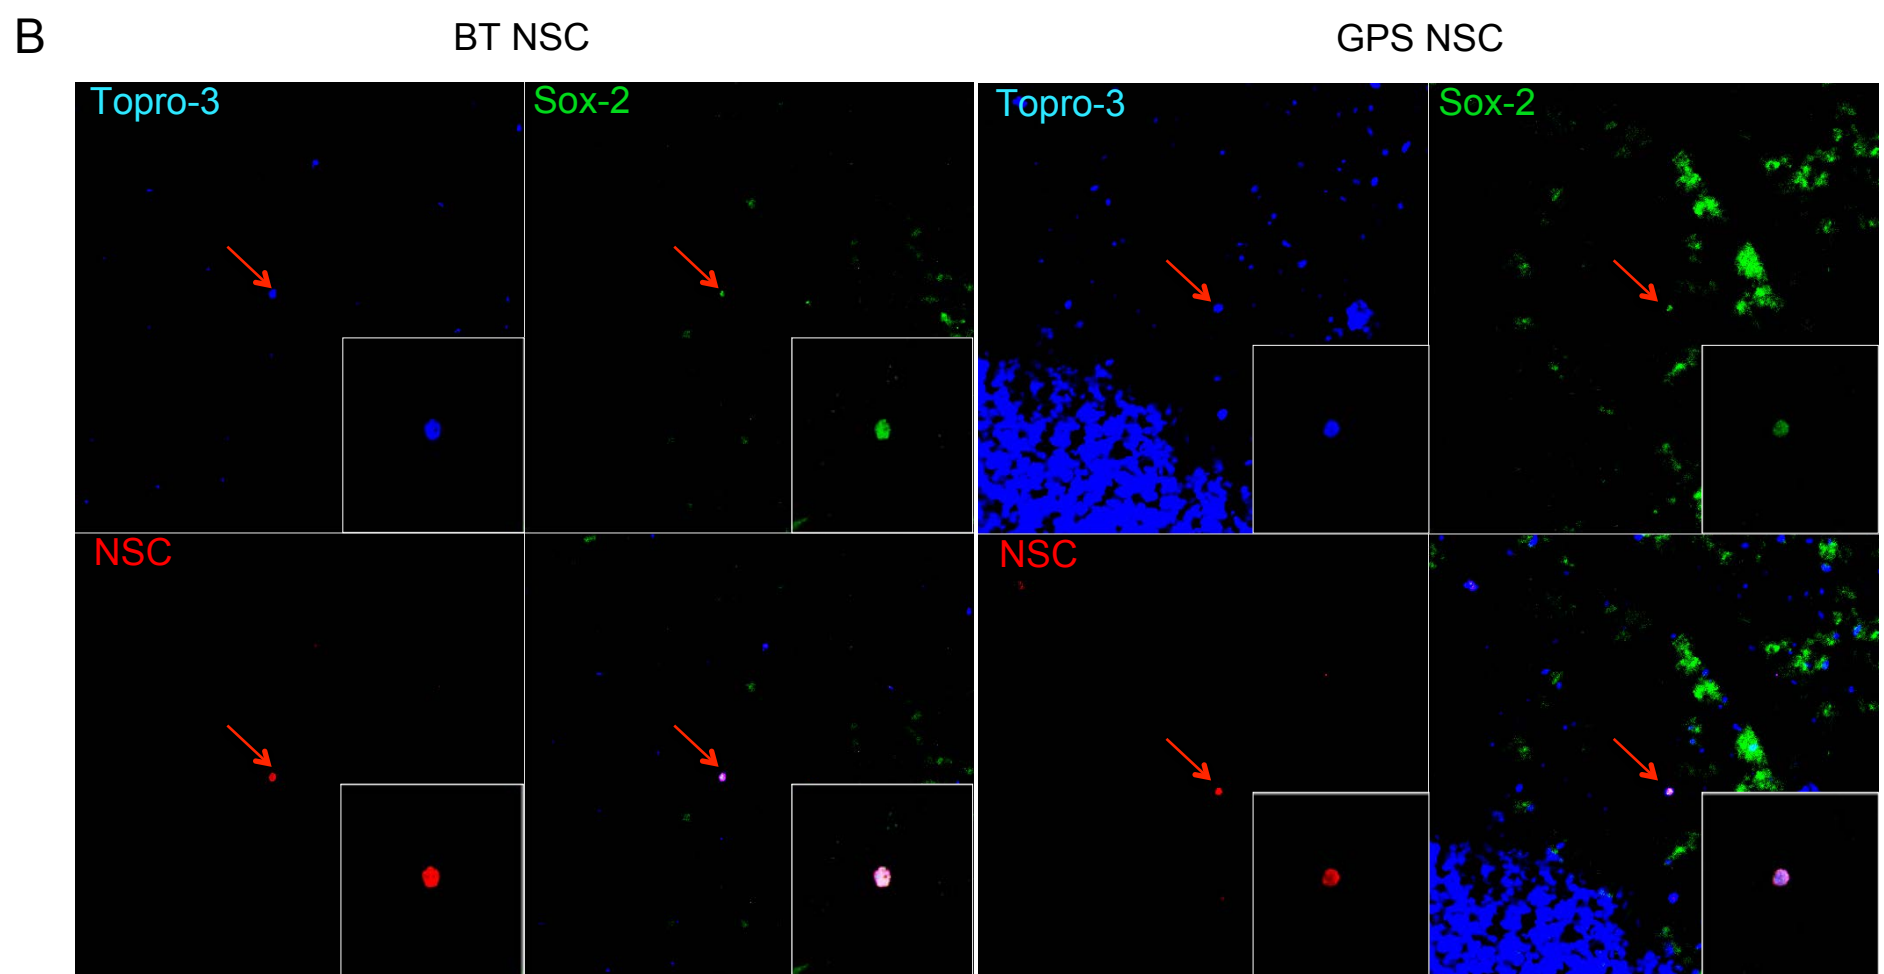 B
BT NSC
GPS NSC
Topro-3
Sox-2
Topro-3
Sox-2
NSC
NSC